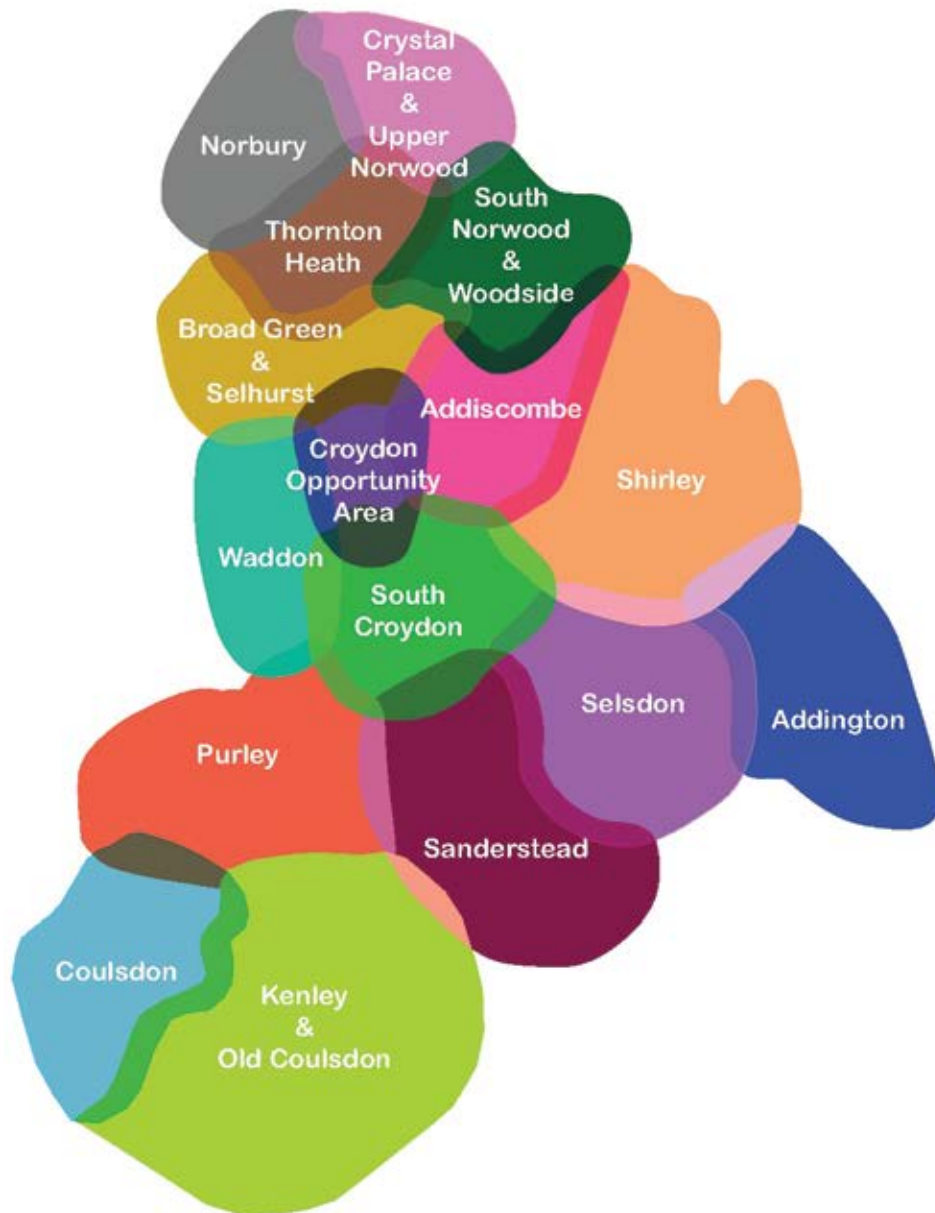 Crystal
Palace
&
Upper
Norwood
Norbury
South
Norwood
&
Woodside
Thornton
Heath
Broad Green
&
Selhurst
Addiscombe
Croydon
Opportunity
Area
Shirley
Waddon
South
Croydon
Selsdon
Addington
Purley
Sanderstead
Coulsdon
Kenley
&
Old Coulsdon